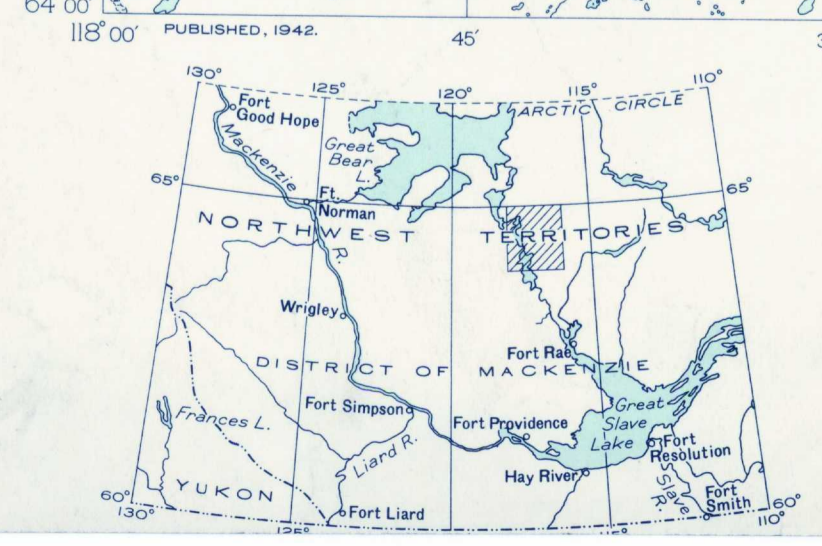 64°00′
118°00′ PUBLISHED, 1942. 45′
130° 125° 120° 115° 110°
ARCTIC CIRCLE
Fort
Good Hope
Mackenzie
Great
Bear
L.
65° 65°
Ft.
Norman
NORTHWEST TERRITORIES
R.
Wrigley
Fort Rae
DISTRICT OF MACKENZIE
Fort Simpson
Great
Slave
Lake
Frances L.
Fort Providence
Liard R.
Fort
Resolution
Hay River
Slave
R.
YUKON
Fort
Smith
60° 60°
Fort Liard
130° 125° 110°